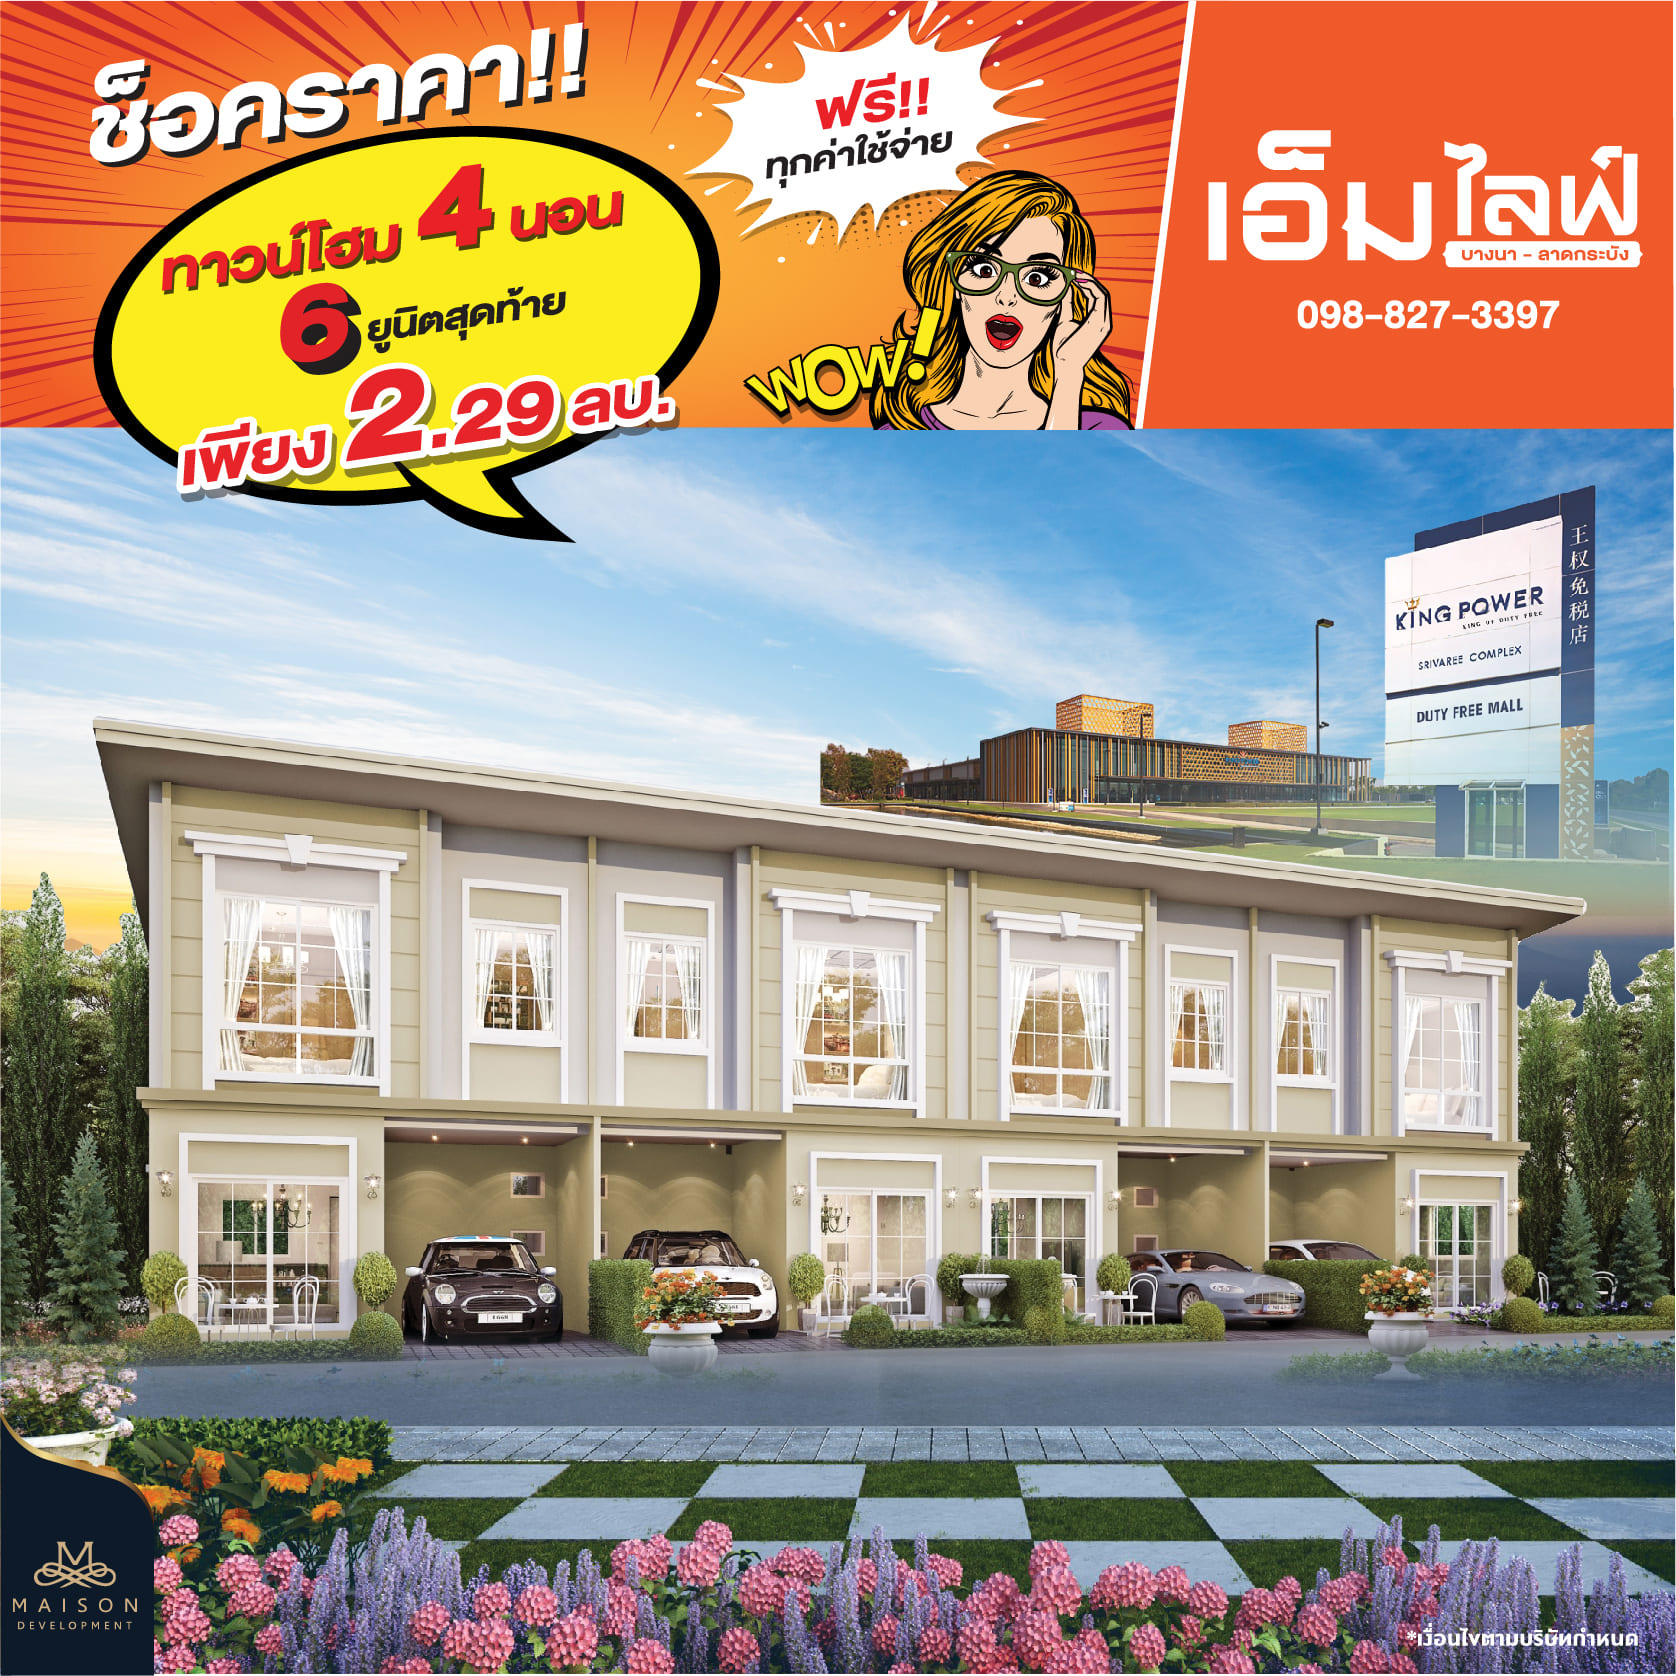 ช็อคราคา!!
ทาวน์โฮม 4 นอน
6 ยูนิตสุดท้าย
เพียง 2.29 ลบ.
ฟรี!!
ทุกค่าใช้จ่าย
WOW!
เอ็มไลฟ์
บางนา - ลาดกระบัง
098-827-3397
王权免税店
KING POWER
KING OF DUTY FREE
SRIVAREE COMPLEX
DUTY FREE MALL
MAISON
DEVELOPMENT
*เงื่อนไขตามบริษัทกำหนด